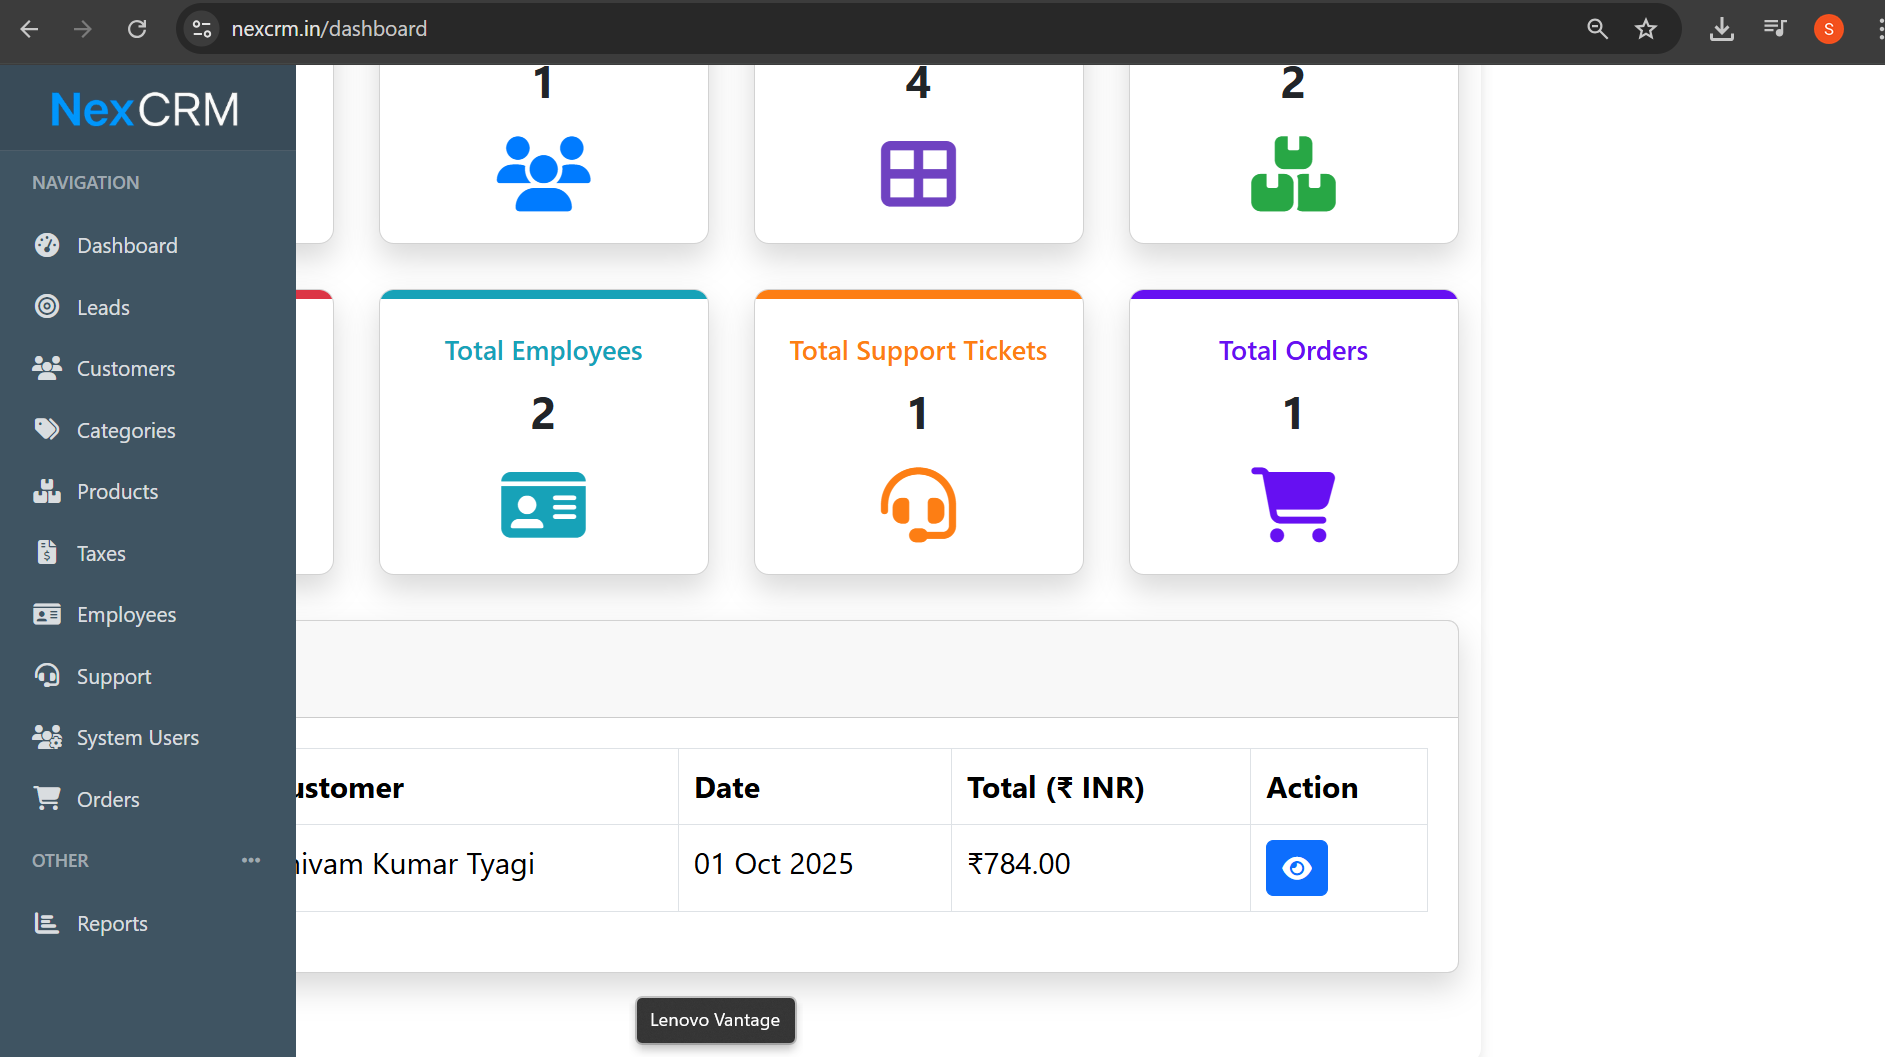 nexcrm.in/dashboard
S
NexCRM
NAVIGATION
Dashboard
Leads
Customers
Categories
Products
Taxes
Employees
Support
System Users
Orders
OTHER
Reports
1
4
2
Total Employees
2
Total Support Tickets
1
Total Orders
1
ustomer Date Total (₹ INR) Action
ivam Kumar Tyagi 01 Oct 2025 ₹784.00
Lenovo Vantage